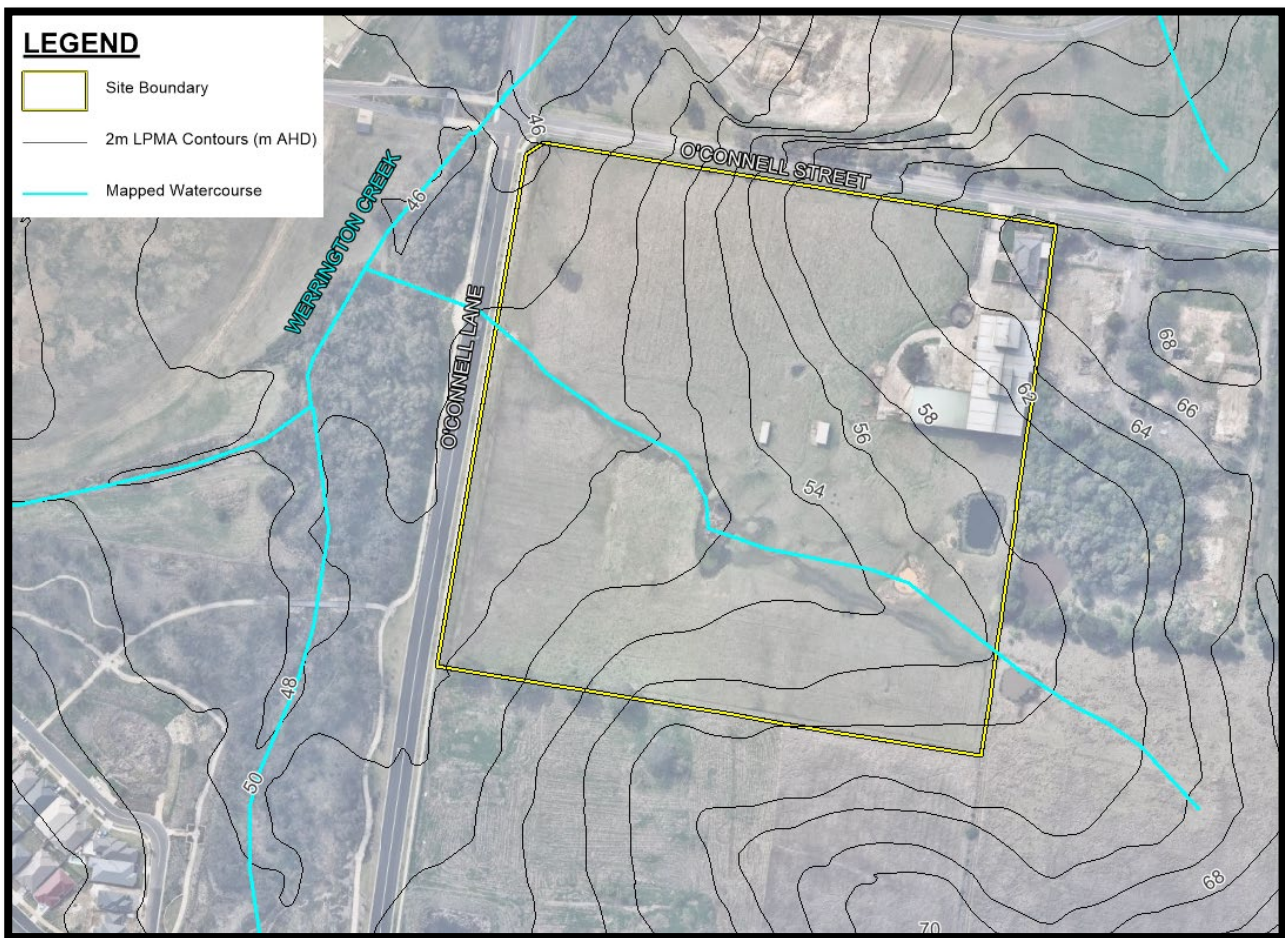 LEGEND
Site Boundary
2m LPMA Contours (m AHD)
Mapped Watercourse
46
O'CONNELL STREET
46
WERRINGTON CREEK
O'CONNELL LANE
68
62
66
58
64
56
54
48
50
68
70